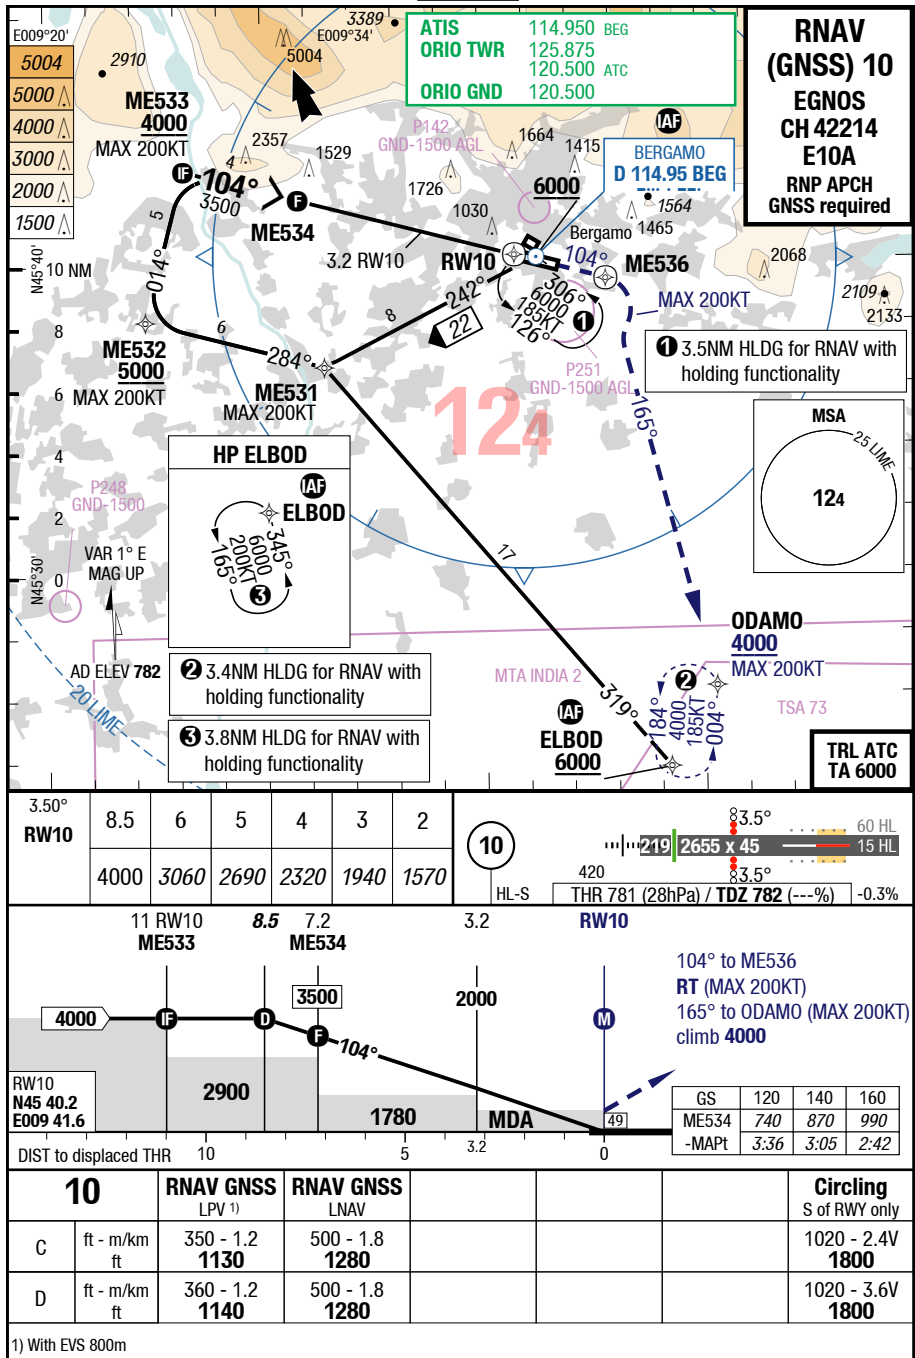 E009°20'
3389
E009°34'
ATIS 114.950 BEG
ORIO TWR 125.875
120.500 ATC
ORIO GND 120.500
RNAV
(GNSS) 10
EGNOS
CH 42214
E10A
RNP APCH
GNSS required
5004
5000
4000
3000
2000
1500
2910
5004
ME533
4000
MAX 200KT
P142
GND-1500 AGL
1664
1415
IAF
2357
1529
1726
1030
BERGAMO
D 114.95 BEG
6000
1564
1465
Bergamo
IF
4
104°
3500
F
ME534
3.2 RW10
RW10
104°
ME536
MAX 200KT
2068
2109
2133
N45°40'
10 NM
5
014°
8
242°
22
306°
6000
185KT
126°
1
P251
GND-1500 AGL
1 3.5NM HLDG for RNAV with
holding functionality
8
6
284°
ME532
5000
MAX 200KT
ME531
MAX 200KT
6
124
165°
MSA
25 LIME
124
4
HP ELBOD
IAF
ELBOD
345°
6000
200KT
165°
3
P248
GND-1500
2
VAR 1° E
MAG UP
0
N45°30'
17
AD ELEV 782
20 LIME
2 3.4NM HLDG for RNAV with
holding functionality
3 3.8NM HLDG for RNAV with
holding functionality
MTA INDIA 2
ODAMO
4000
MAX 200KT
TSA 73
319°
IAF
ELBOD
6000
184°
4000
185KT
004°
2
TRL ATC
TA 6000
3.50°
RW10
8.5 6 5 4 3 2
4000 3060 2690 2320 1940 1570
10
HL-S
420
3.5°
219 2655 x 45
3.5°
60 HL
15 HL
THR 781 (28hPa) / TDZ 782 (---%) -0.3%
11 RW10 8.5 7.2 3.2 RW10
ME533 ME534
4000
IF
D
3500
F
104°
2000
M
104° to ME536
RT (MAX 200KT)
165° to ODAMO (MAX 200KT)
climb 4000
RW10
N45 40.2
E009 41.6
2900
1780
MDA
49
GS 120 140 160
ME534 740 870 990
-MAPt 3:36 3:05 2:42
DIST to displaced THR 10 5 3.2 0
10 RNAV GNSS RNAV GNSS Circling
LPV 1) LNAV S of RWY only
C ft - m/km 350 - 1.2 500 - 1.8 1020 - 2.4V
ft 1130 1280 1800
D ft - m/km 360 - 1.2 500 - 1.8 1020 - 3.6V
ft 1140 1280 1800
1) With EVS 800m